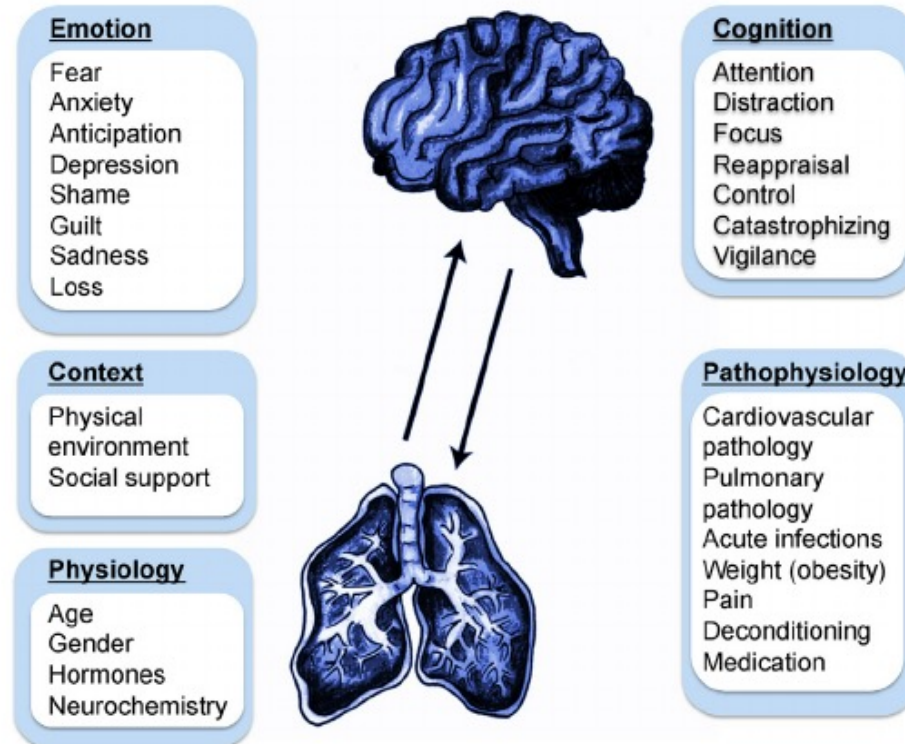 Emotion
Fear
Anxiety
Anticipation
Depression
Shame
Guilt
Sadness
Loss
Context
Physical
environment
Social support
Physiology
Age
Gender
Hormones
Neurochemistry
Cognition
Attention
Distraction
Focus
Reappraisal
Control
Catastrophizing
Vigilance
Pathophysiology
Cardiovascular
pathology
Pulmonary
pathology
Acute infections
Weight (obesity)
Pain
Deconditioning
Medication